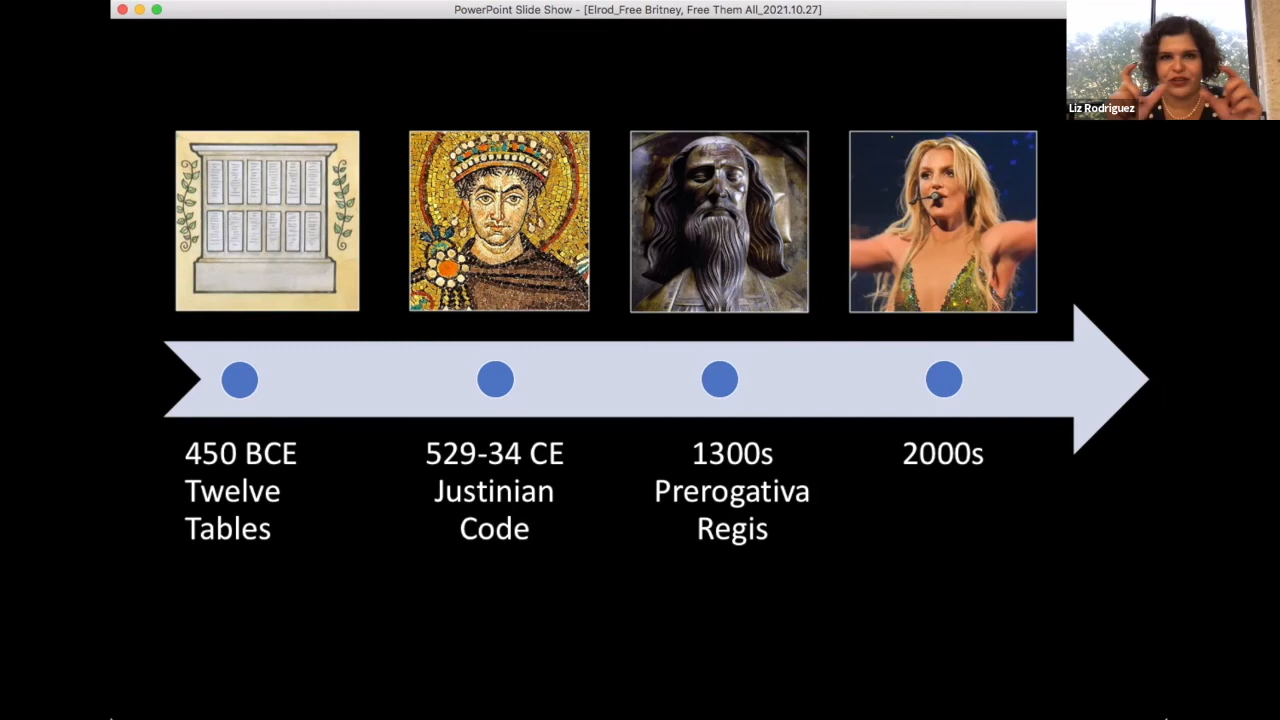 PowerPoint Slide Show - [Elrod_Free Britney, Free Them All_2021.10.27]
Liz Rodriguez
450 BCE
Twelve
Tables
529-34 CE
Justinian
Code
1300s
Prerogativa
Regis
2000s